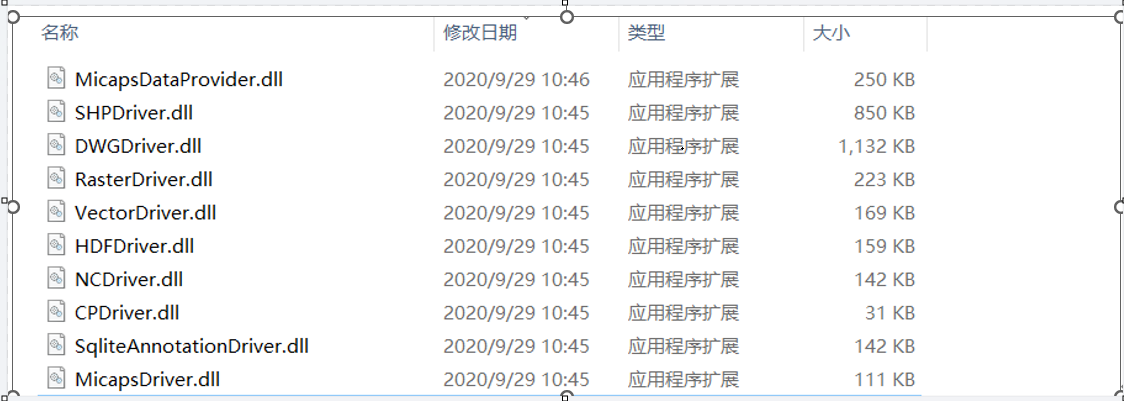 名称 修改日期 类型 大小
MicapsDataProvider.dll 2020/9/29 10:46 应用程序扩展 250 KB
SHPDriver.dll 2020/9/29 10:45 应用程序扩展 850 KB
DWGDriver.dll 2020/9/29 10:45 应用程序扩展 1,132 KB
RasterDriver.dll 2020/9/29 10:45 应用程序扩展 223 KB
VectorDriver.dll 2020/9/29 10:45 应用程序扩展 169 KB
HDFDriver.dll 2020/9/29 10:45 应用程序扩展 159 KB
NCDriver.dll 2020/9/29 10:45 应用程序扩展 142 KB
CPDriver.dll 2020/9/29 10:45 应用程序扩展 31 KB
SqliteAnnotationDriver.dll 2020/9/29 10:45 应用程序扩展 142 KB
MicapsDriver.dll 2020/9/29 10:45 应用程序扩展 111 KB